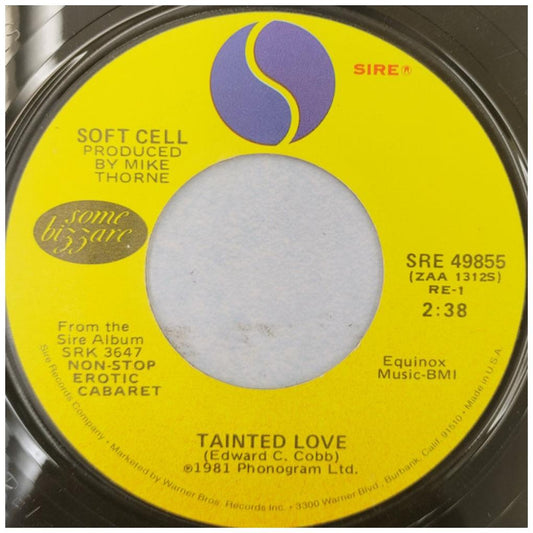 SIRE®
SOFT CELL
PRODUCED
BY MIKE
THORNE
some
bizzare
SRE 49855
(ZAA 1312S)
RE-1
2:38
From the
Sire Album
SRK 3647
NON-STOP
EROTIC
CABARET
Equinox
Music-BMI
TAINTED LOVE
(Edward C. Cobb)
℗1981 Phonogram Ltd.
Sire Records Company • Marketed by Warner Bros. Records Inc. • 3300 Warner Blvd., Burbank, Calif. 91510 • Made in U.S.A.